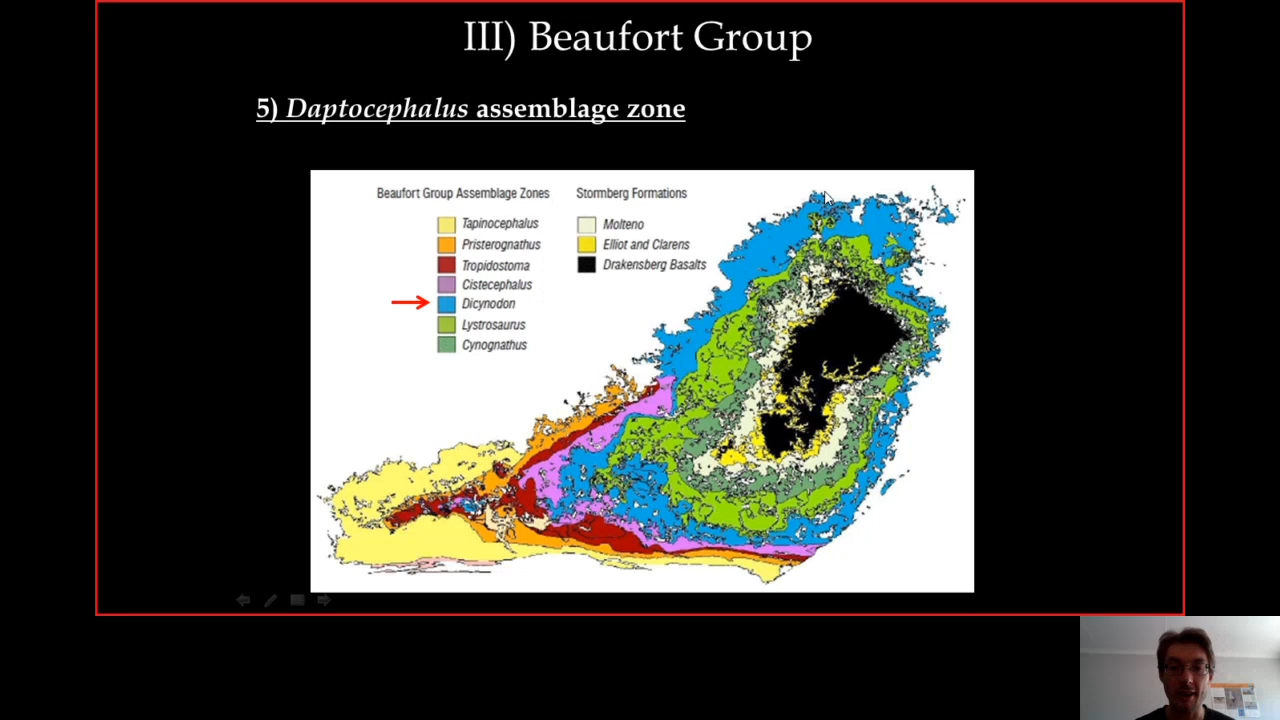 III) Beaufort Group
5) Daptocephalus assemblage zone
Beaufort Group Assemblage Zones
Tapinocephalus
Pristerognathus
Tropidostoma
Cistecephalus
Dicynodon
Lystrosaurus
Cynognathus
Stormberg Formations
Molteno
Elliot and Clarens
Drakensberg Basalts